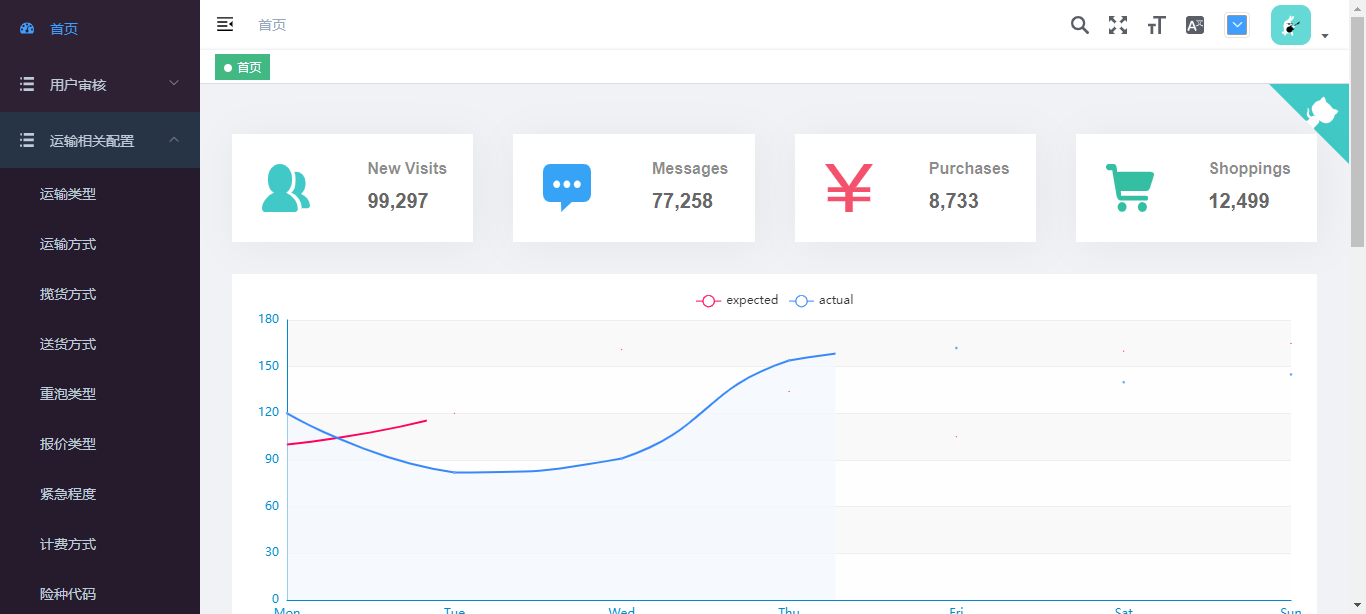 首页
用户审核
运输相关配置
运输类型
运输方式
揽货方式
送货方式
重泡类型
报价类型
紧急程度
计费方式
险种代码
首页
首页
New Visits
99,297
Messages
77,258
¥
Purchases
8,733
Shoppings
12,499
expected actual
180
150
120
90
60
30
0
Mon Tue Wed Thu Fri Sat Sun